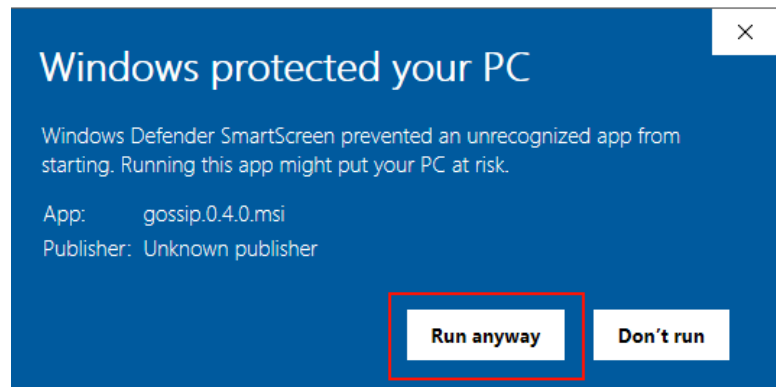 Windows protected your PC
Windows Defender SmartScreen prevented an unrecognized app from
starting. Running this app might put your PC at risk.
App: gossip.0.4.0.msi
Publisher: Unknown publisher
Run anyway Don’t run